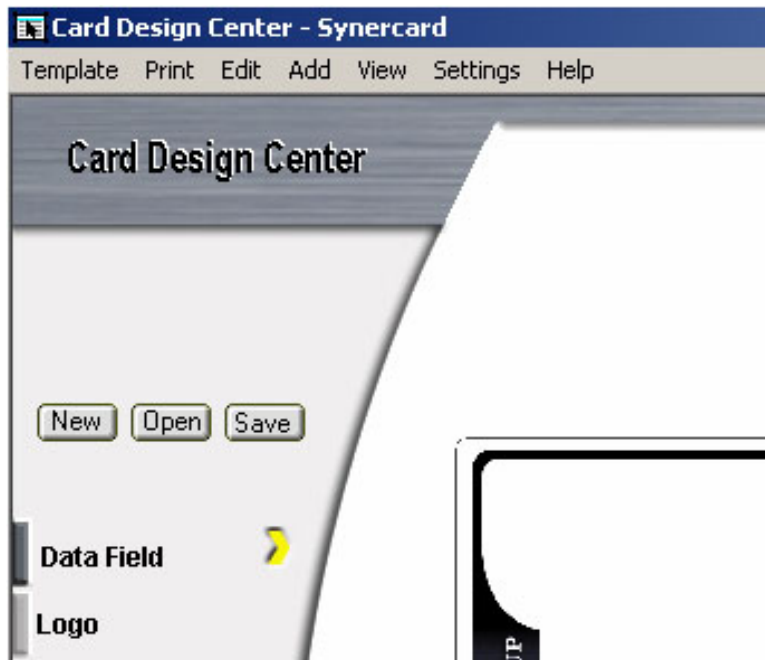 Card Design Center - Synercard
Template Print Edit Add View Settings Help
Card Design Center
New Open Save
Data Field
Logo